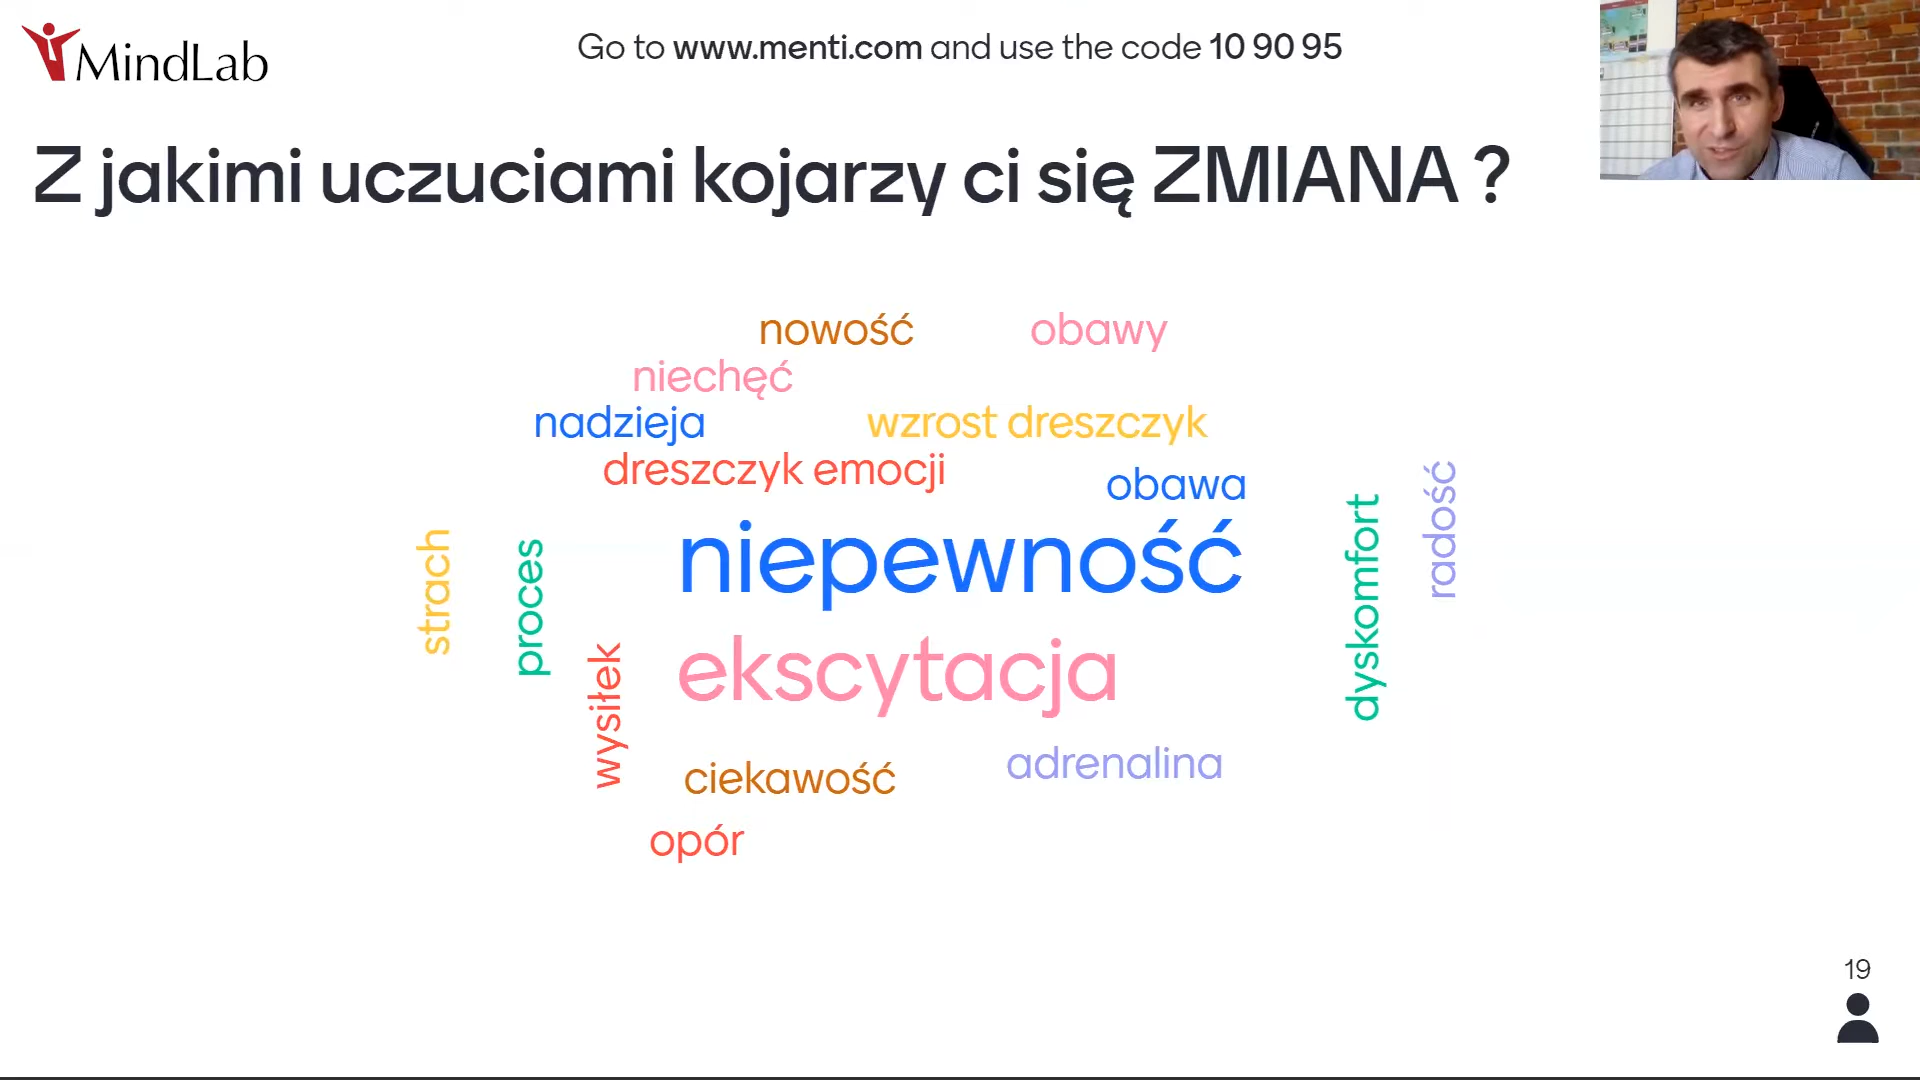 MindLab
Go to www.menti.com and use the code 10 90 95
Z jakimi uczuciami kojarzy ci się ZMIANA ?
nowość
obawy
niechęć
nadzieja
wzrost dreszczyk
dreszczyk emocji
obawa
radość
dyskomfort
strach
proces
niepewność
wysiłek
ekscytacja
ciekawość
adrenalina
opór
19